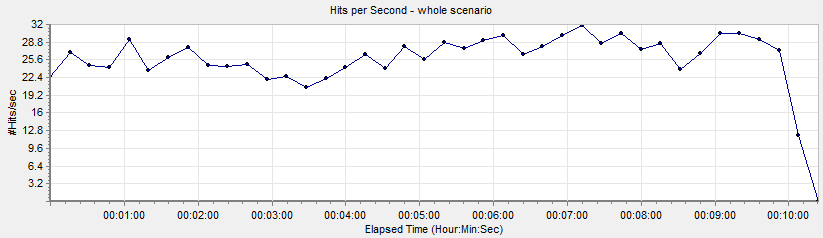 Hits per Second - whole scenario
32
28.8
25.6
22.4
19.2
16
12.8
9.6
6.4
3.2
#Hits/sec
00:01:00 00:02:00 00:03:00 00:04:00 00:05:00 00:06:00 00:07:00 00:08:00 00:09:00 00:10:00
Elapsed Time (Hour:Min:Sec)